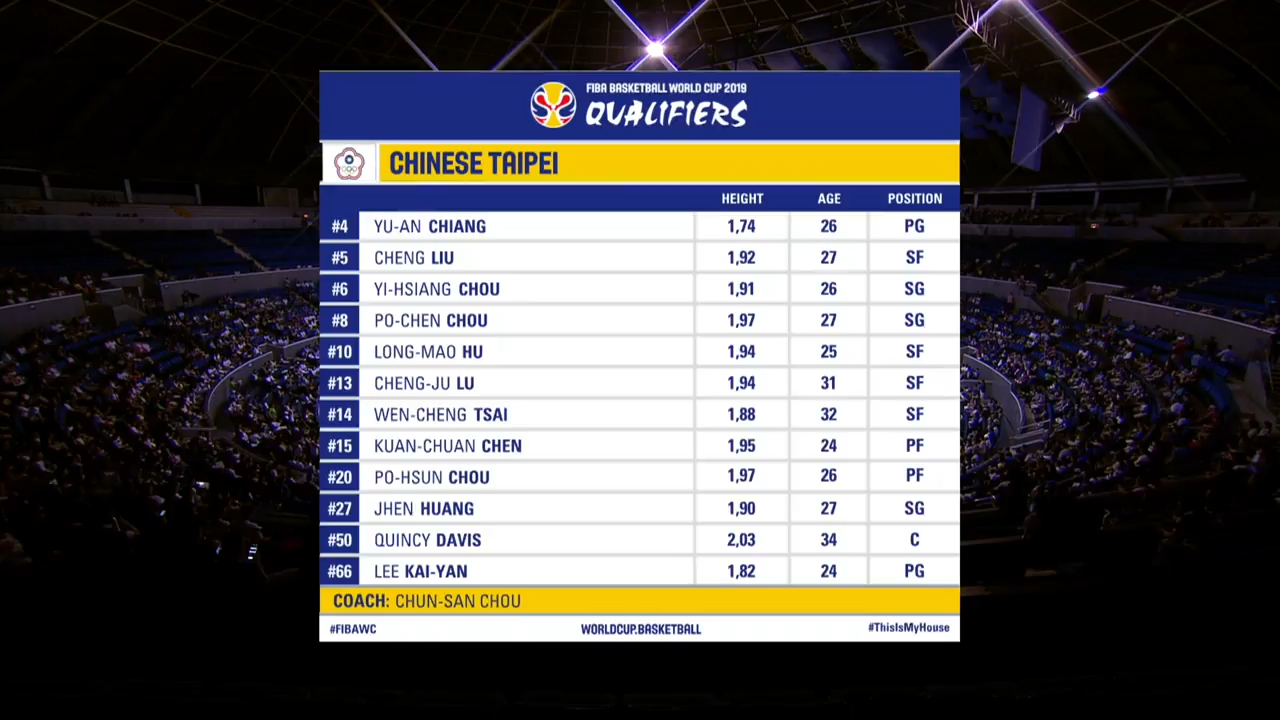 FIBA BASKETBALL WORLD CUP 2019
QUALIFIERS
CHINESE TAIPEI
HEIGHT AGE POSITION
#4 YU-AN CHIANG 1,74 26 PG
#5 CHENG LIU 1,92 27 SF
#6 YI-HSIANG CHOU 1,91 26 SG
#8 PO-CHEN CHOU 1,97 27 SG
#10 LONG-MAO HU 1,94 25 SF
#13 CHENG-JU LU 1,94 31 SF
#14 WEN-CHENG TSAI 1,88 32 SF
#15 KUAN-CHUAN CHEN 1,95 24 PF
#20 PO-HSUN CHOU 1,97 26 PF
#27 JHEN HUANG 1,90 27 SG
#50 QUINCY DAVIS 2,03 34 C
#66 LEE KAI-YAN 1,82 24 PG
COACH: CHUN-SAN CHOU
#FIBAWC WORLDCUP.BASKETBALL #ThisIsMyHouse